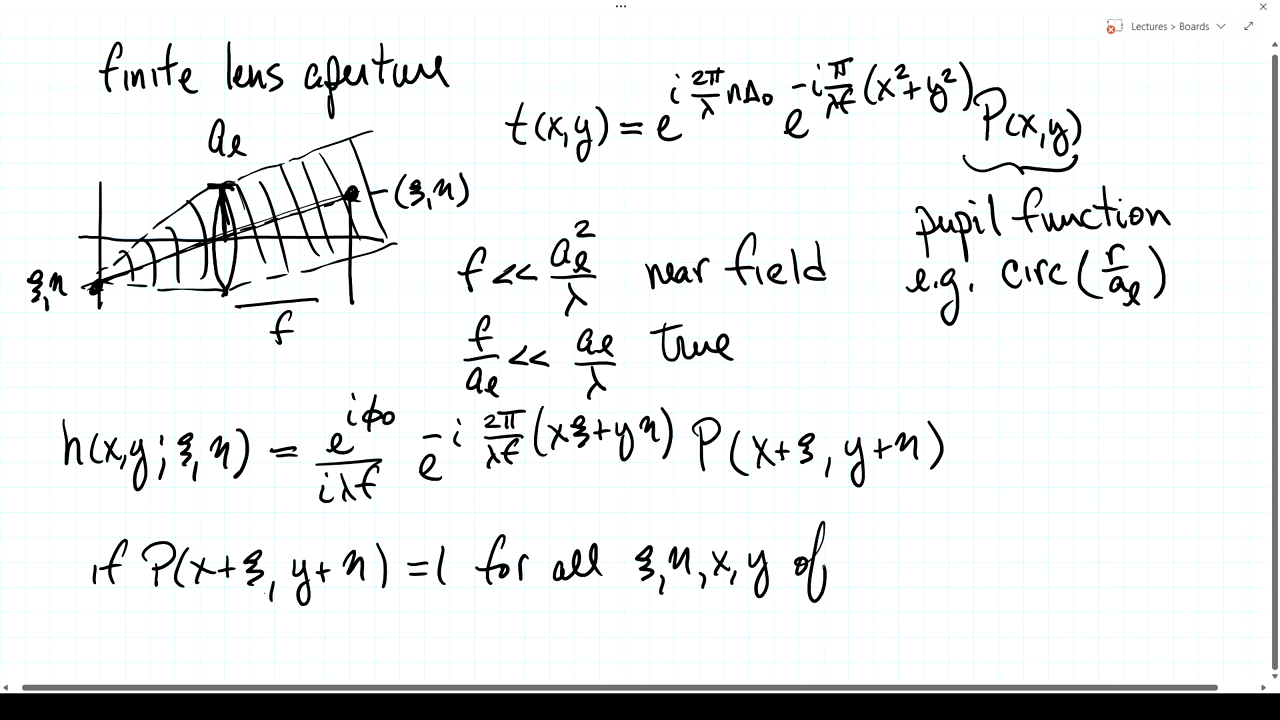 Lectures > Boards
finite lens aperture
t(x,y) = e^{i 2π/λ nΔ₀} e^{-i π/λf (x²+y²)} P(x,y)
a_ℓ
(ξ,η)
pupil function
e.g. circ(r/a_ℓ)
ξ,η
f
f << a_ℓ²/λ near field
f/a_ℓ << a_ℓ/λ true
h(x,y; ξ,η) = e^{iϕ₀}/iλf e^{-i 2π/λf (xξ+yη)} P(x+ξ, y+η)
if P(x+ξ, y+η) = 1 for all ξ,η,x,y of